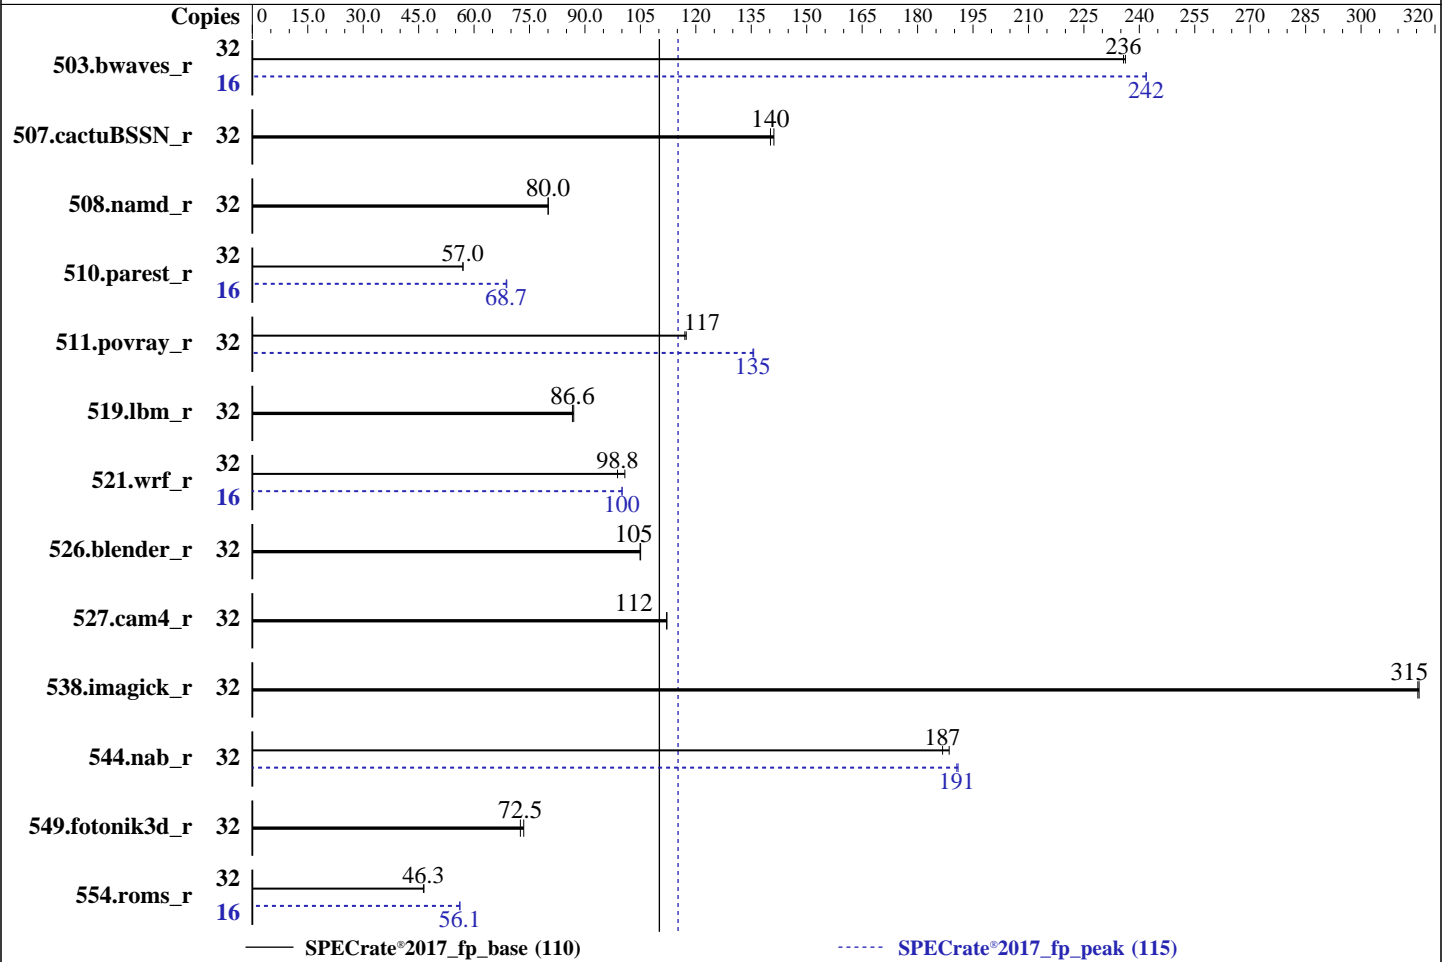 Copies 0 15.0 30.0 45.0 60.0 75.0 90.0 105 120 135 150 165 180 195 210 225 240 255 270 285 300 320
503.bwaves_r 32 236
16 242
507.cactuBSSN_r 32 140
508.namd_r 32 80.0
510.parest_r 32 57.0
16 68.7
511.povray_r 32 117
135
519.lbm_r 32 86.6
521.wrf_r 32 98.8
16 100
526.blender_r 32 105
527.cam4_r 32 112
538.imagick_r 32 315
544.nab_r 32 187
191
549.fotonik3d_r 32 72.5
554.roms_r 32 46.3
16 56.1
SPECrate®2017_fp_base (110) SPECrate®2017_fp_peak (115)